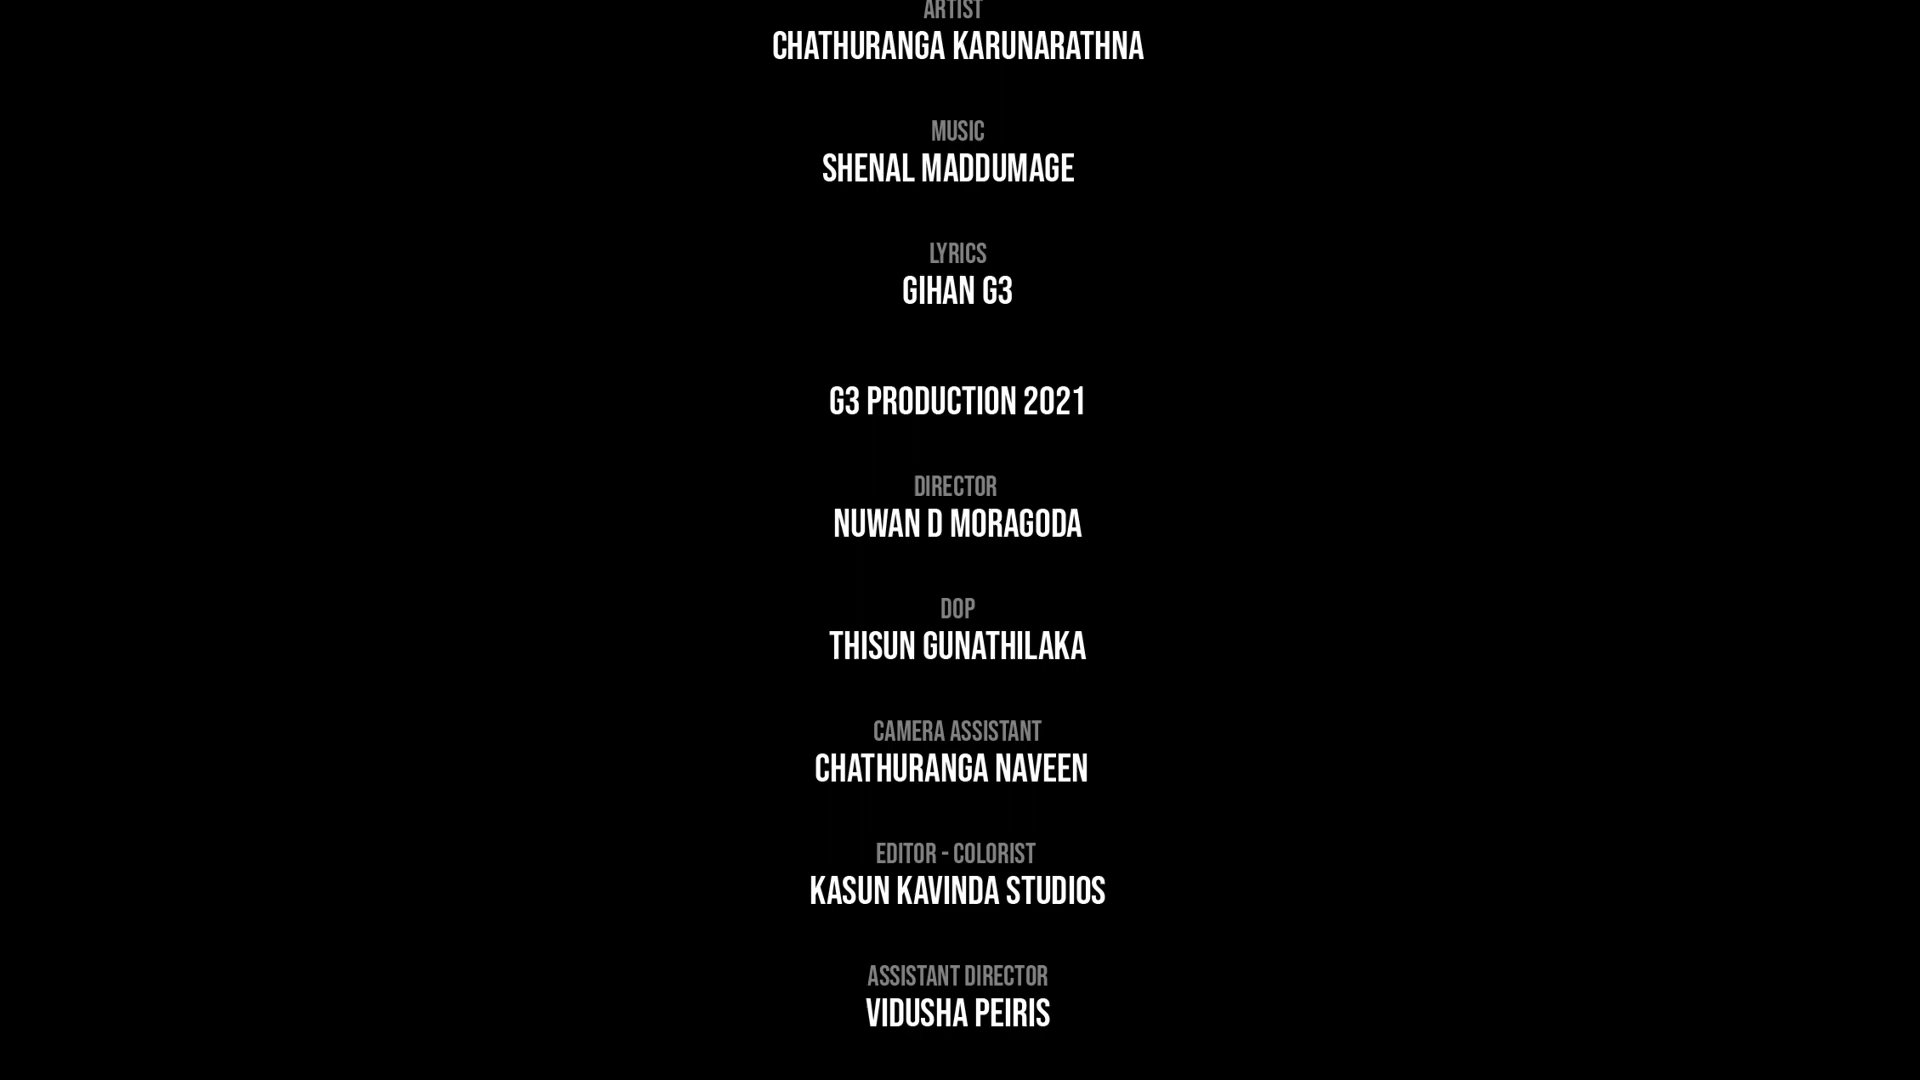 ARTIST
CHATHURANGA KARUNARATHNA
MUSIC
SHENAL MADDUMAGE
LYRICS
GIHAN G3
G3 PRODUCTION 2021
DIRECTOR
NUWAN D MORAGODA
DOP
THISUN GUNATHILAKA
CAMERA ASSISTANT
CHATHURANGA NAVEEN
EDITOR - COLORIST
KASUN KAVINDA STUDIOS
ASSISTANT DIRECTOR
VIDUSHA PEIRIS